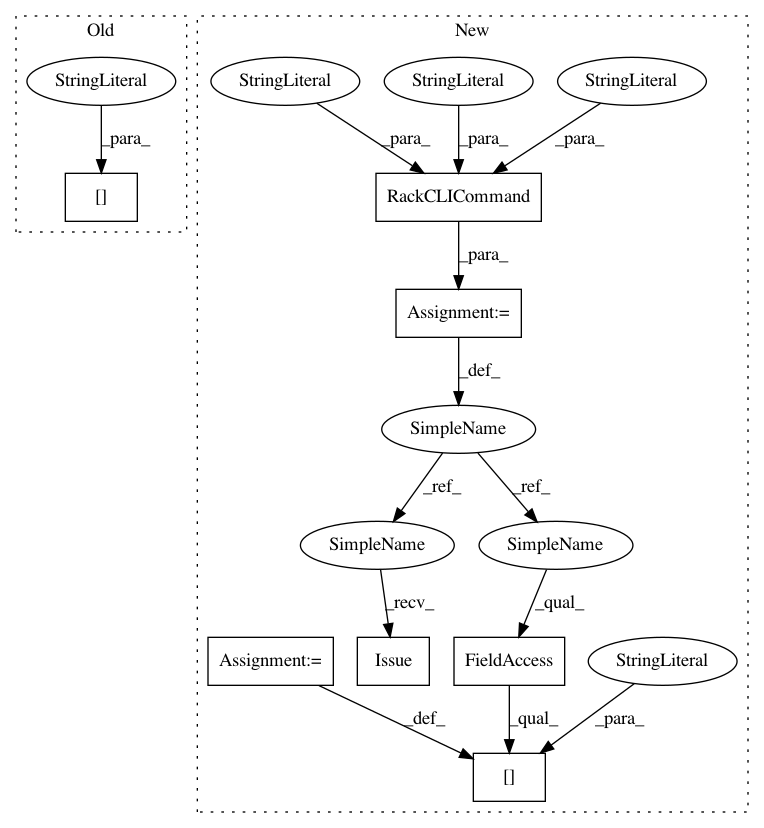 Old
New
StringLiteral
StringLiteral
StringLiteral
StringLiteral
_para_
_para_
_para_
_para_
[]
RackCLICommand
_para_
Assignment:=
_def_
SimpleName
_ref_
_ref_
SimpleName
SimpleName
_recv_
_qual_
Assignment:=
Issue
FieldAccess
StringLiteral
_def_
_qual_
_para_
[]